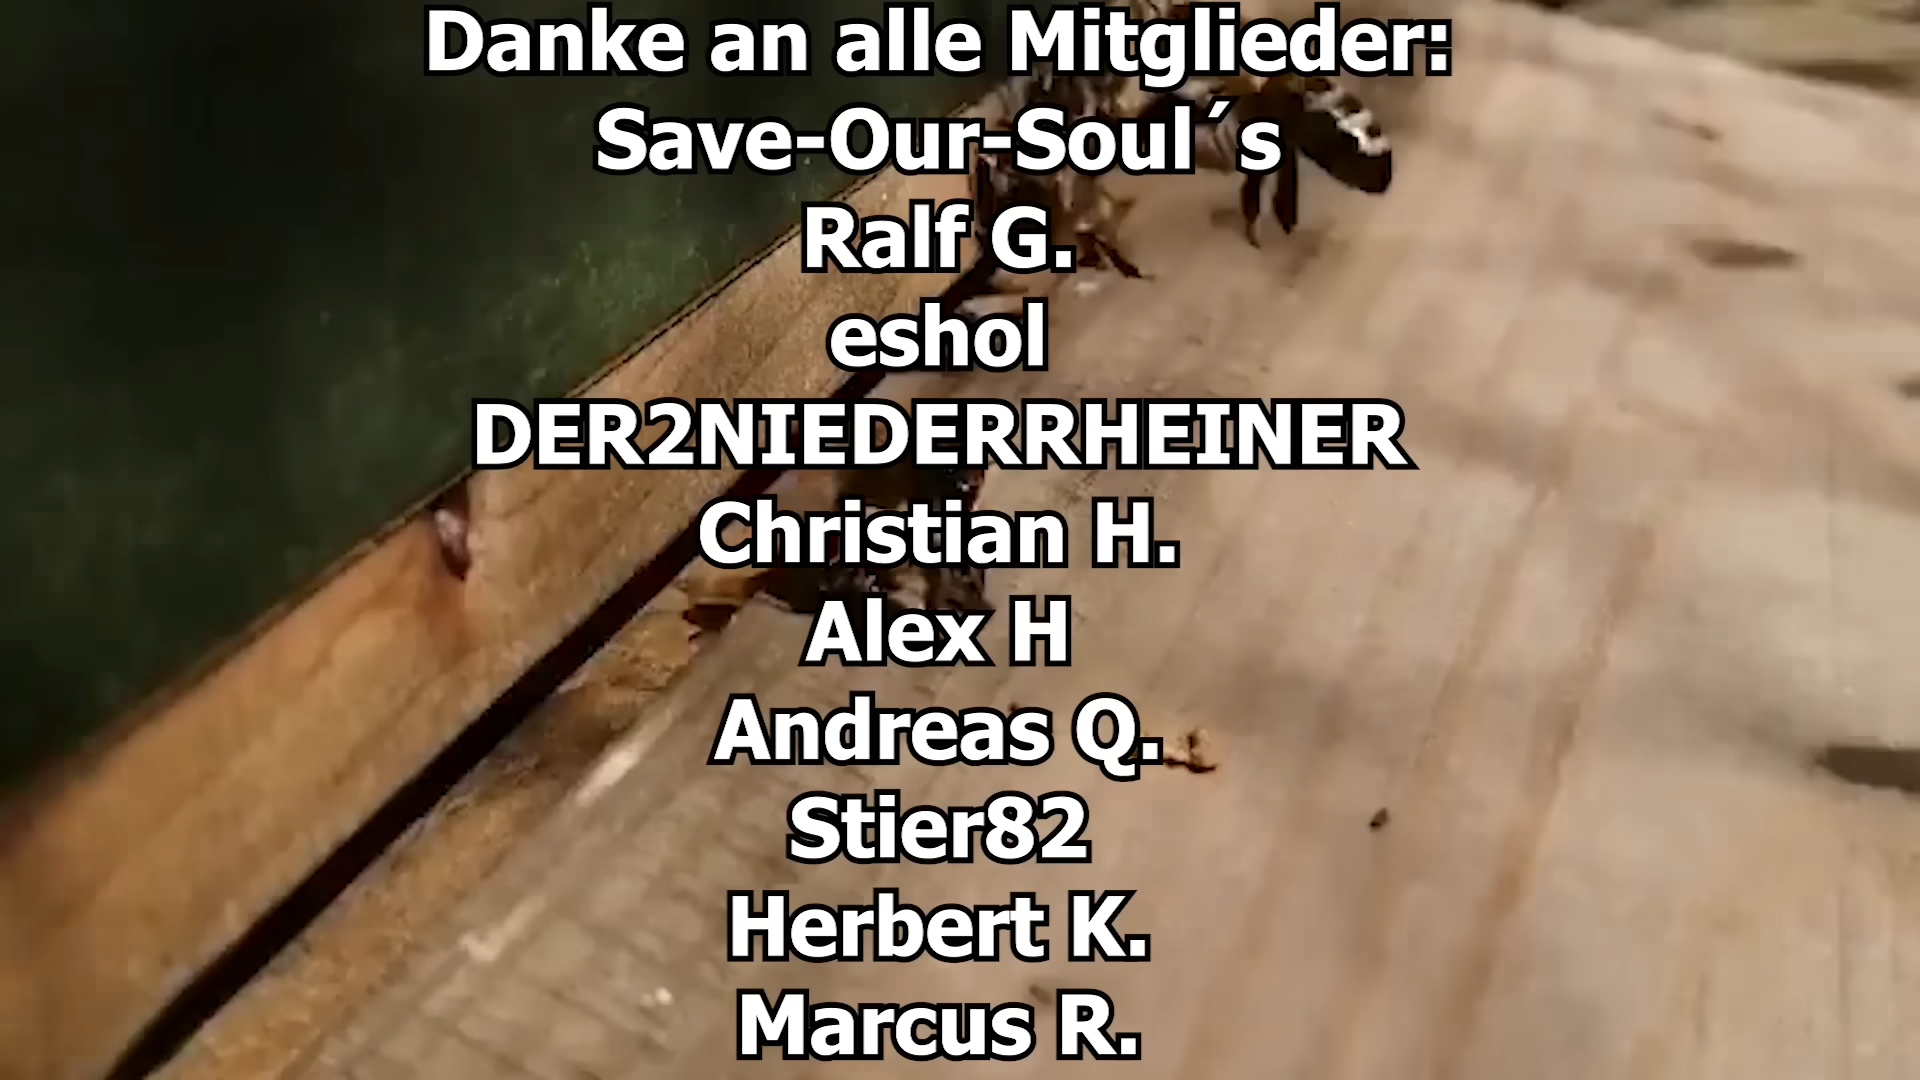 Danke an alle Mitglieder:
Save-Our-Soul´s
Ralf G.
eshol
DER2NIEDERRHEINER
Christian H.
Alex H
Andreas Q.
Stier82
Herbert K.
Marcus R.